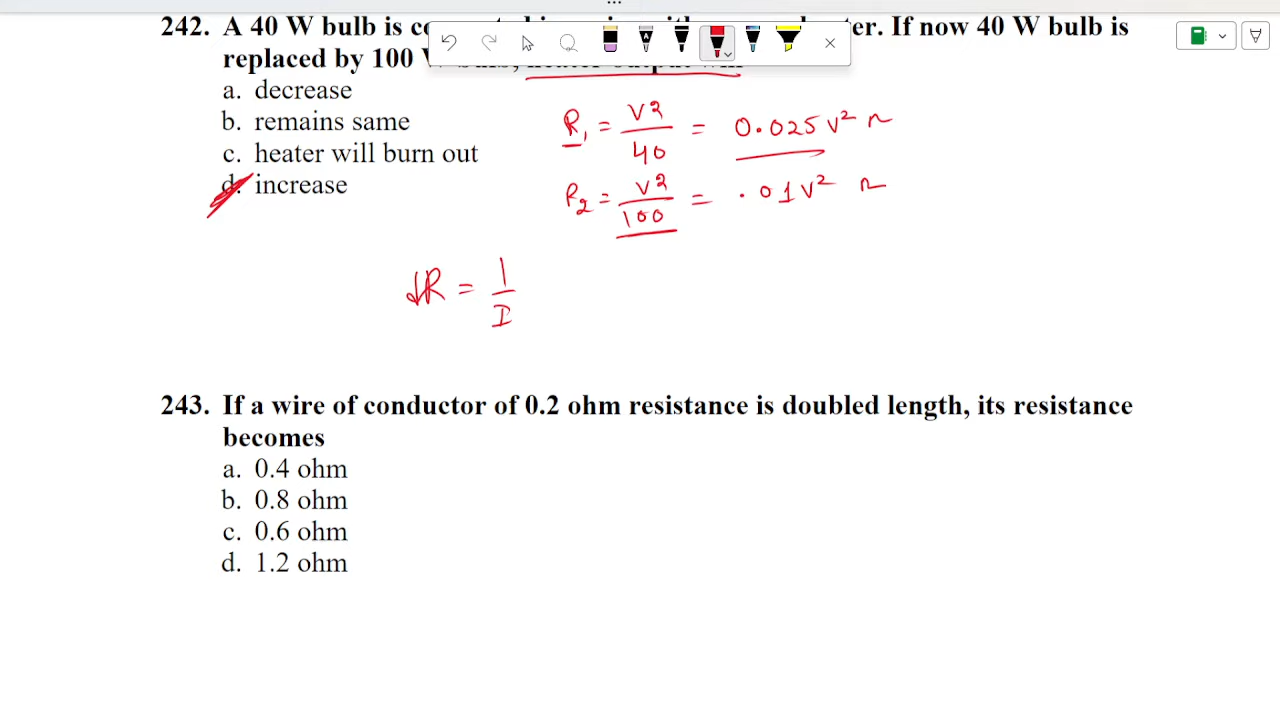 242. A 40 W bulb is er. If now 40 W bulb is
replaced by 100
a. decrease
b. remains same
c. heater will burn out
d. increase
R₁ = V²/40 = 0.025 V² Ω
R₂ = V²/100 = .01 V² Ω
↓R = 1/I
243. If a wire of conductor of 0.2 ohm resistance is doubled length, its resistance
becomes
a. 0.4 ohm
b. 0.8 ohm
c. 0.6 ohm
d. 1.2 ohm